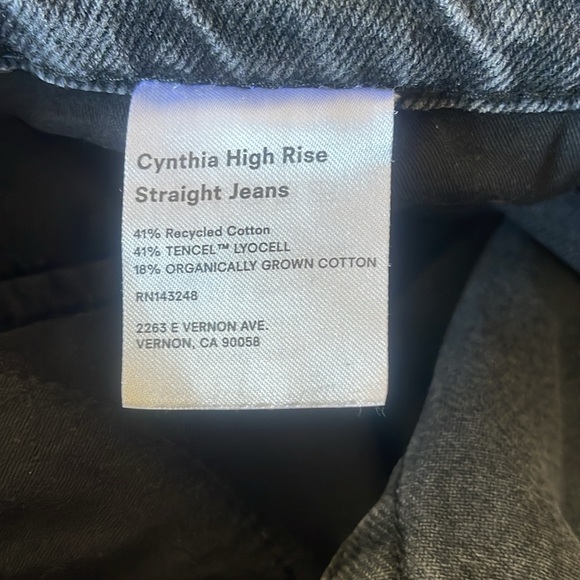 Cynthia High Rise
Straight Jeans
41% Recycled Cotton
41% TENCEL™ LYOCELL
18% ORGANICALLY GROWN COTTON
RN143248
2263 E VERNON AVE.
VERNON, CA 90058